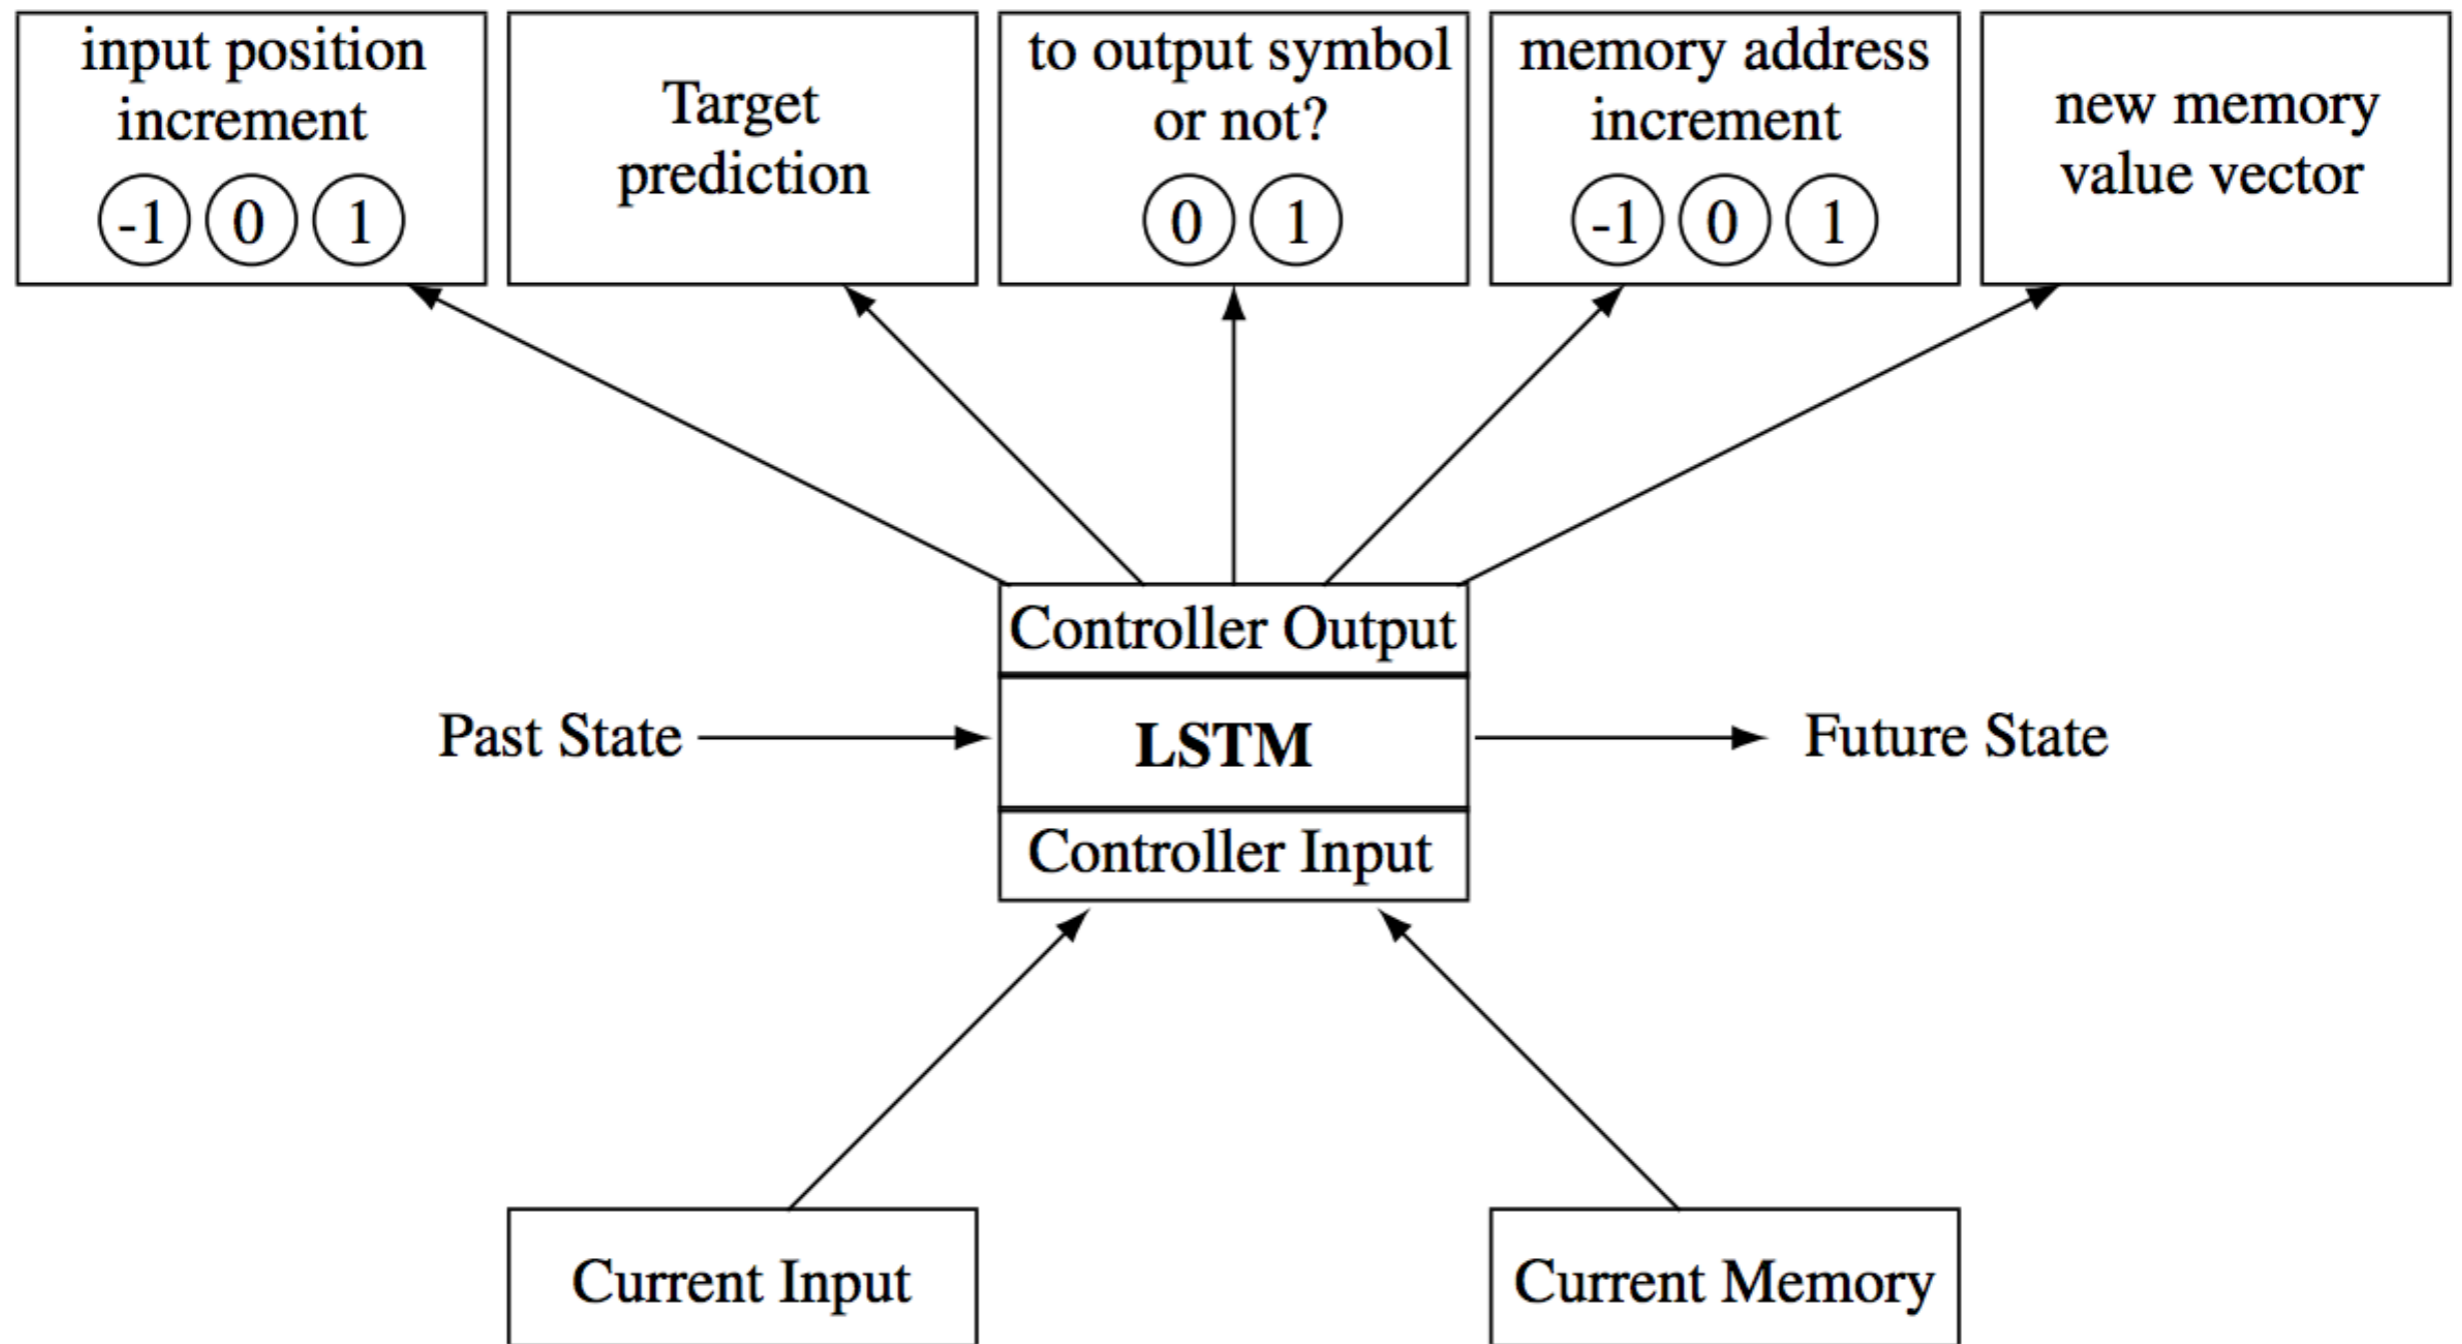 input position
increment
-1 0 1
Target
prediction
to output symbol
or not?
0 1
memory address
increment
-1 0 1
new memory
value vector
Controller Output
Past State
LSTM
Future State
Controller Input
Current Input
Current Memory